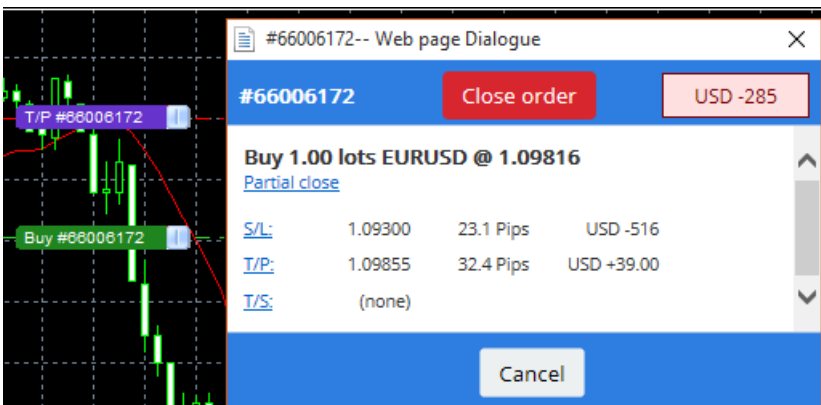 #66006172-- Web page Dialogue
#66006172 Close order USD -285
T/P #66006172
Buy 1.00 lots EURUSD @ 1.09816
Partial close
Buy #66006172
S/L: 1.09300 23.1 Pips USD -516
T/P: 1.09855 32.4 Pips USD +39.00
T/S: (none)
Cancel